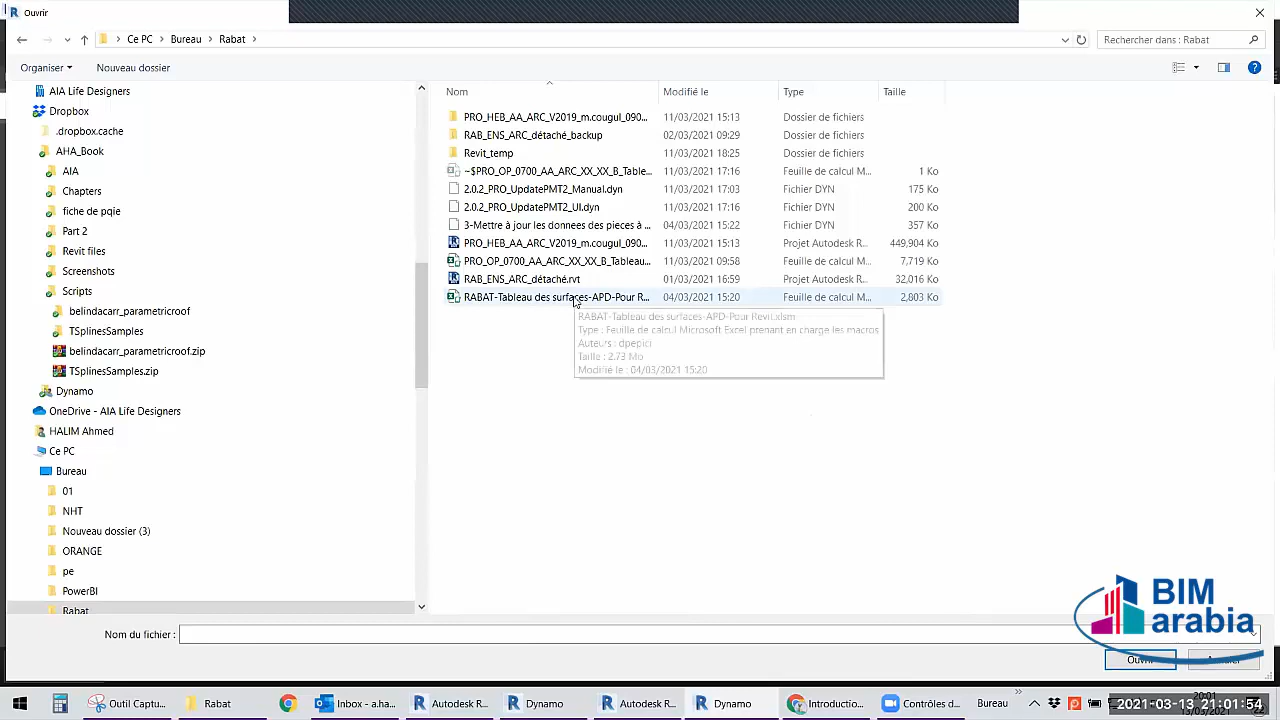 Ouvrir
Ce PC
Bureau
Rabat
Rechercher dans : Rabat
Organiser
Nouveau dossier
AIA Life Designers
Dropbox
.dropbox.cache
AHA_Book
AIA
Chapters
fiche de pqie
Part 2
Revit files
Screenshots
Scripts
belindacarr_parametricroof
TSplinesSamples
belindacarr_parametricroof.zip
TSplinesSamples.zip
Dynamo
OneDrive - AIA Life Designers
HALIM Ahmed
Ce PC
Bureau
01
NHT
Nouveau dossier (3)
ORANGE
pe
PowerBI
Rabat
Nom Modifié le Type Taille
PRO_HEB_AA_ARC_V2019_m.cougul_090... 11/03/2021 15:13 Dossier de fichiers
RAB_ENS_ARC_détaché_backup 02/03/2021 09:29 Dossier de fichiers
Revit_temp 11/03/2021 18:25 Dossier de fichiers
~$PRO_OP_0700_AA_ARC_XX_XX_B_Table... 11/03/2021 17:16 Feuille de calcul M... 1 Ko
2.0.2_PRO_UpdatePMT2_Manual.dyn 11/03/2021 17:03 Fichier DYN 175 Ko
2.0.2_PRO_UpdatePMT2_UI.dyn 11/03/2021 17:16 Fichier DYN 200 Ko
3-Mettre à jour les donnees des pieces à ... 04/03/2021 15:22 Fichier DYN 357 Ko
PRO_HEB_AA_ARC_V2019_m.cougul_090... 11/03/2021 15:13 Projet Autodesk R... 449,904 Ko
PRO_OP_0700_AA_ARC_XX_XX_B_Tableau... 11/03/2021 09:58 Feuille de calcul M... 7,719 Ko
RAB_ENS_ARC_détaché.rvt 01/03/2021 16:59 Projet Autodesk R... 32,016 Ko
RABAT-Tableau des surfaces-APD-Pour R... 04/03/2021 15:20 Feuille de calcul M... 2,803 Ko
RABAT-Tableau des surfaces-APD-Pour Revit.xlsm
Type : Feuille de calcul Microsoft Excel prenant en charge les macros
Auteurs : dpepici
Taille : 2.73 Mo
Modifié le : 04/03/2021 15:20
BIM
arabia
Nom du fichier :
Outil Captu...
Rabat
Inbox - aha...
Autodesk R...
Dynamo
Autodesk R...
Dynamo
Contrôles d...
Bureau
20:01
2021-03-13 21:01:54